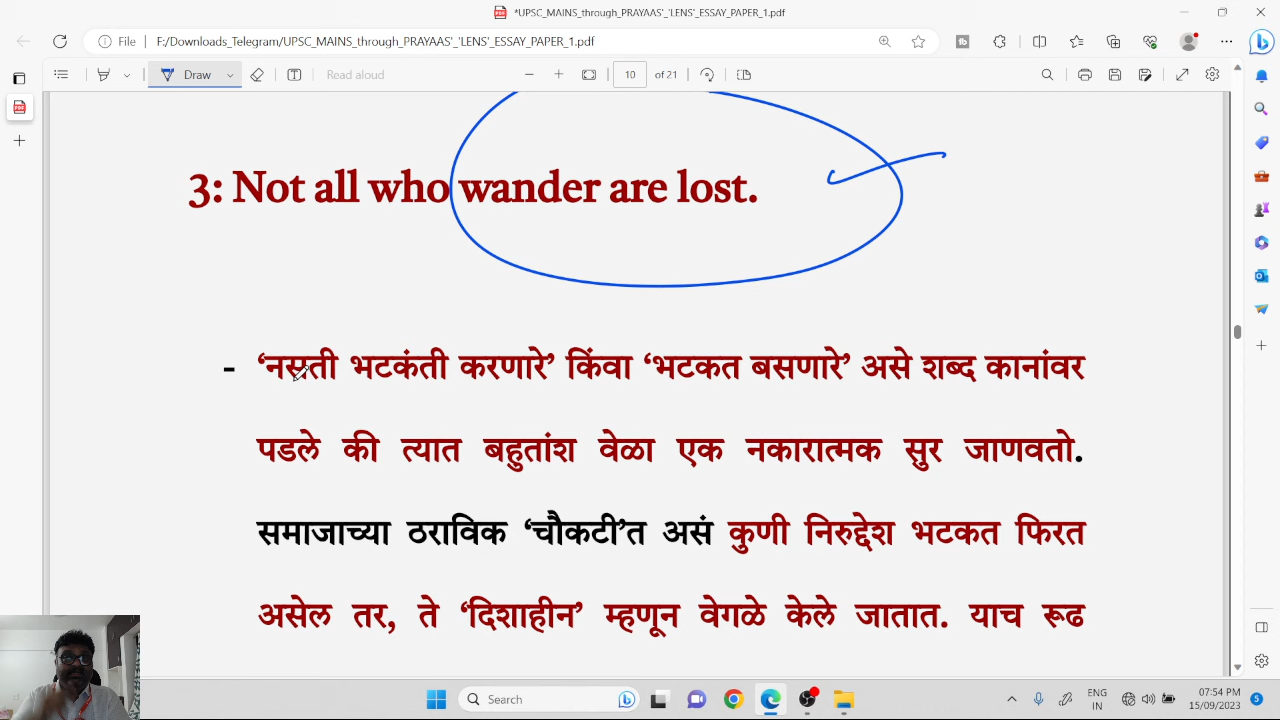 *UPSC_MAINS_through_PRAYAAS'_'LENS'_ESSAY_PAPER_1.pdf
File F:/Downloads_Telegram/UPSC_MAINS_through_PRAYAAS'_'LENS'_ESSAY_PAPER_1.pdf
Draw Read aloud 10 of 21
3: Not all who wander are lost.
- ‘नसती भटकंती करणारे’ किंवा ‘भटकत बसणारे’ असे शब्द कानांवर
पडले की त्यात बहुतांश वेळा एक नकारात्मक सुर जाणवतो.
समाजाच्या ठराविक ‘चौकटी’त असं कुणी निरुद्देश भटकत फिरत
असेल तर, ते ‘दिशाहीन’ म्हणून वेगळे केले जातात. याच रूढ
Search
ENG
IN
07:54 PM
15/09/2023
5